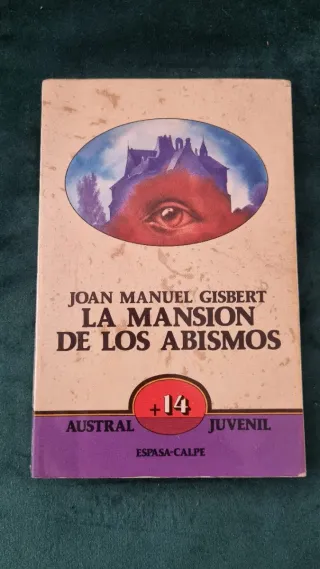 JOAN MANUEL GISBERT
LA MANSION
DE LOS ABISMOS
+14
AUSTRAL JUVENIL
ESPASA-CALPE